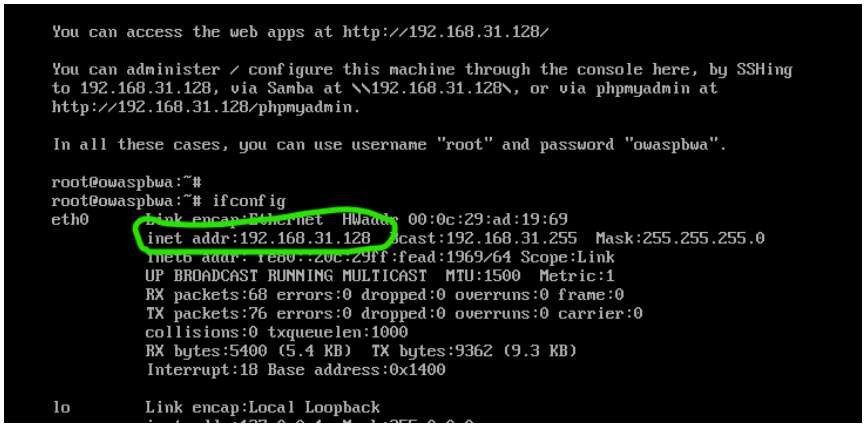 You can access the web apps at http://192.168.31.128/
You can administer / configure this machine through the console here, by SSHing
to 192.168.31.128, via Samba at \\192.168.31.128\, or via phpmyadmin at
http://192.168.31.128/phpmyadmin.
In all these cases, you can use username "root" and password "owaspbwa".
root@owaspbwa:~#
root@owaspbwa:~# ifconfig
eth0 Link encap:Ethernet HWaddr 00:0c:29:ad:19:69
inet addr:192.168.31.128 Bcast:192.168.31.255 Mask:255.255.255.0
inet6 addr: fe80::20c:29ff:fead:1969/64 Scope:Link
UP BROADCAST RUNNING MULTICAST MTU:1500 Metric:1
RX packets:68 errors:0 dropped:0 overruns:0 frame:0
TX packets:76 errors:0 dropped:0 overruns:0 carrier:0
collisions:0 txqueuelen:1000
RX bytes:5400 (5.4 KB) TX bytes:9362 (9.3 KB)
Interrupt:18 Base address:0x1400
lo Link encap:Local Loopback